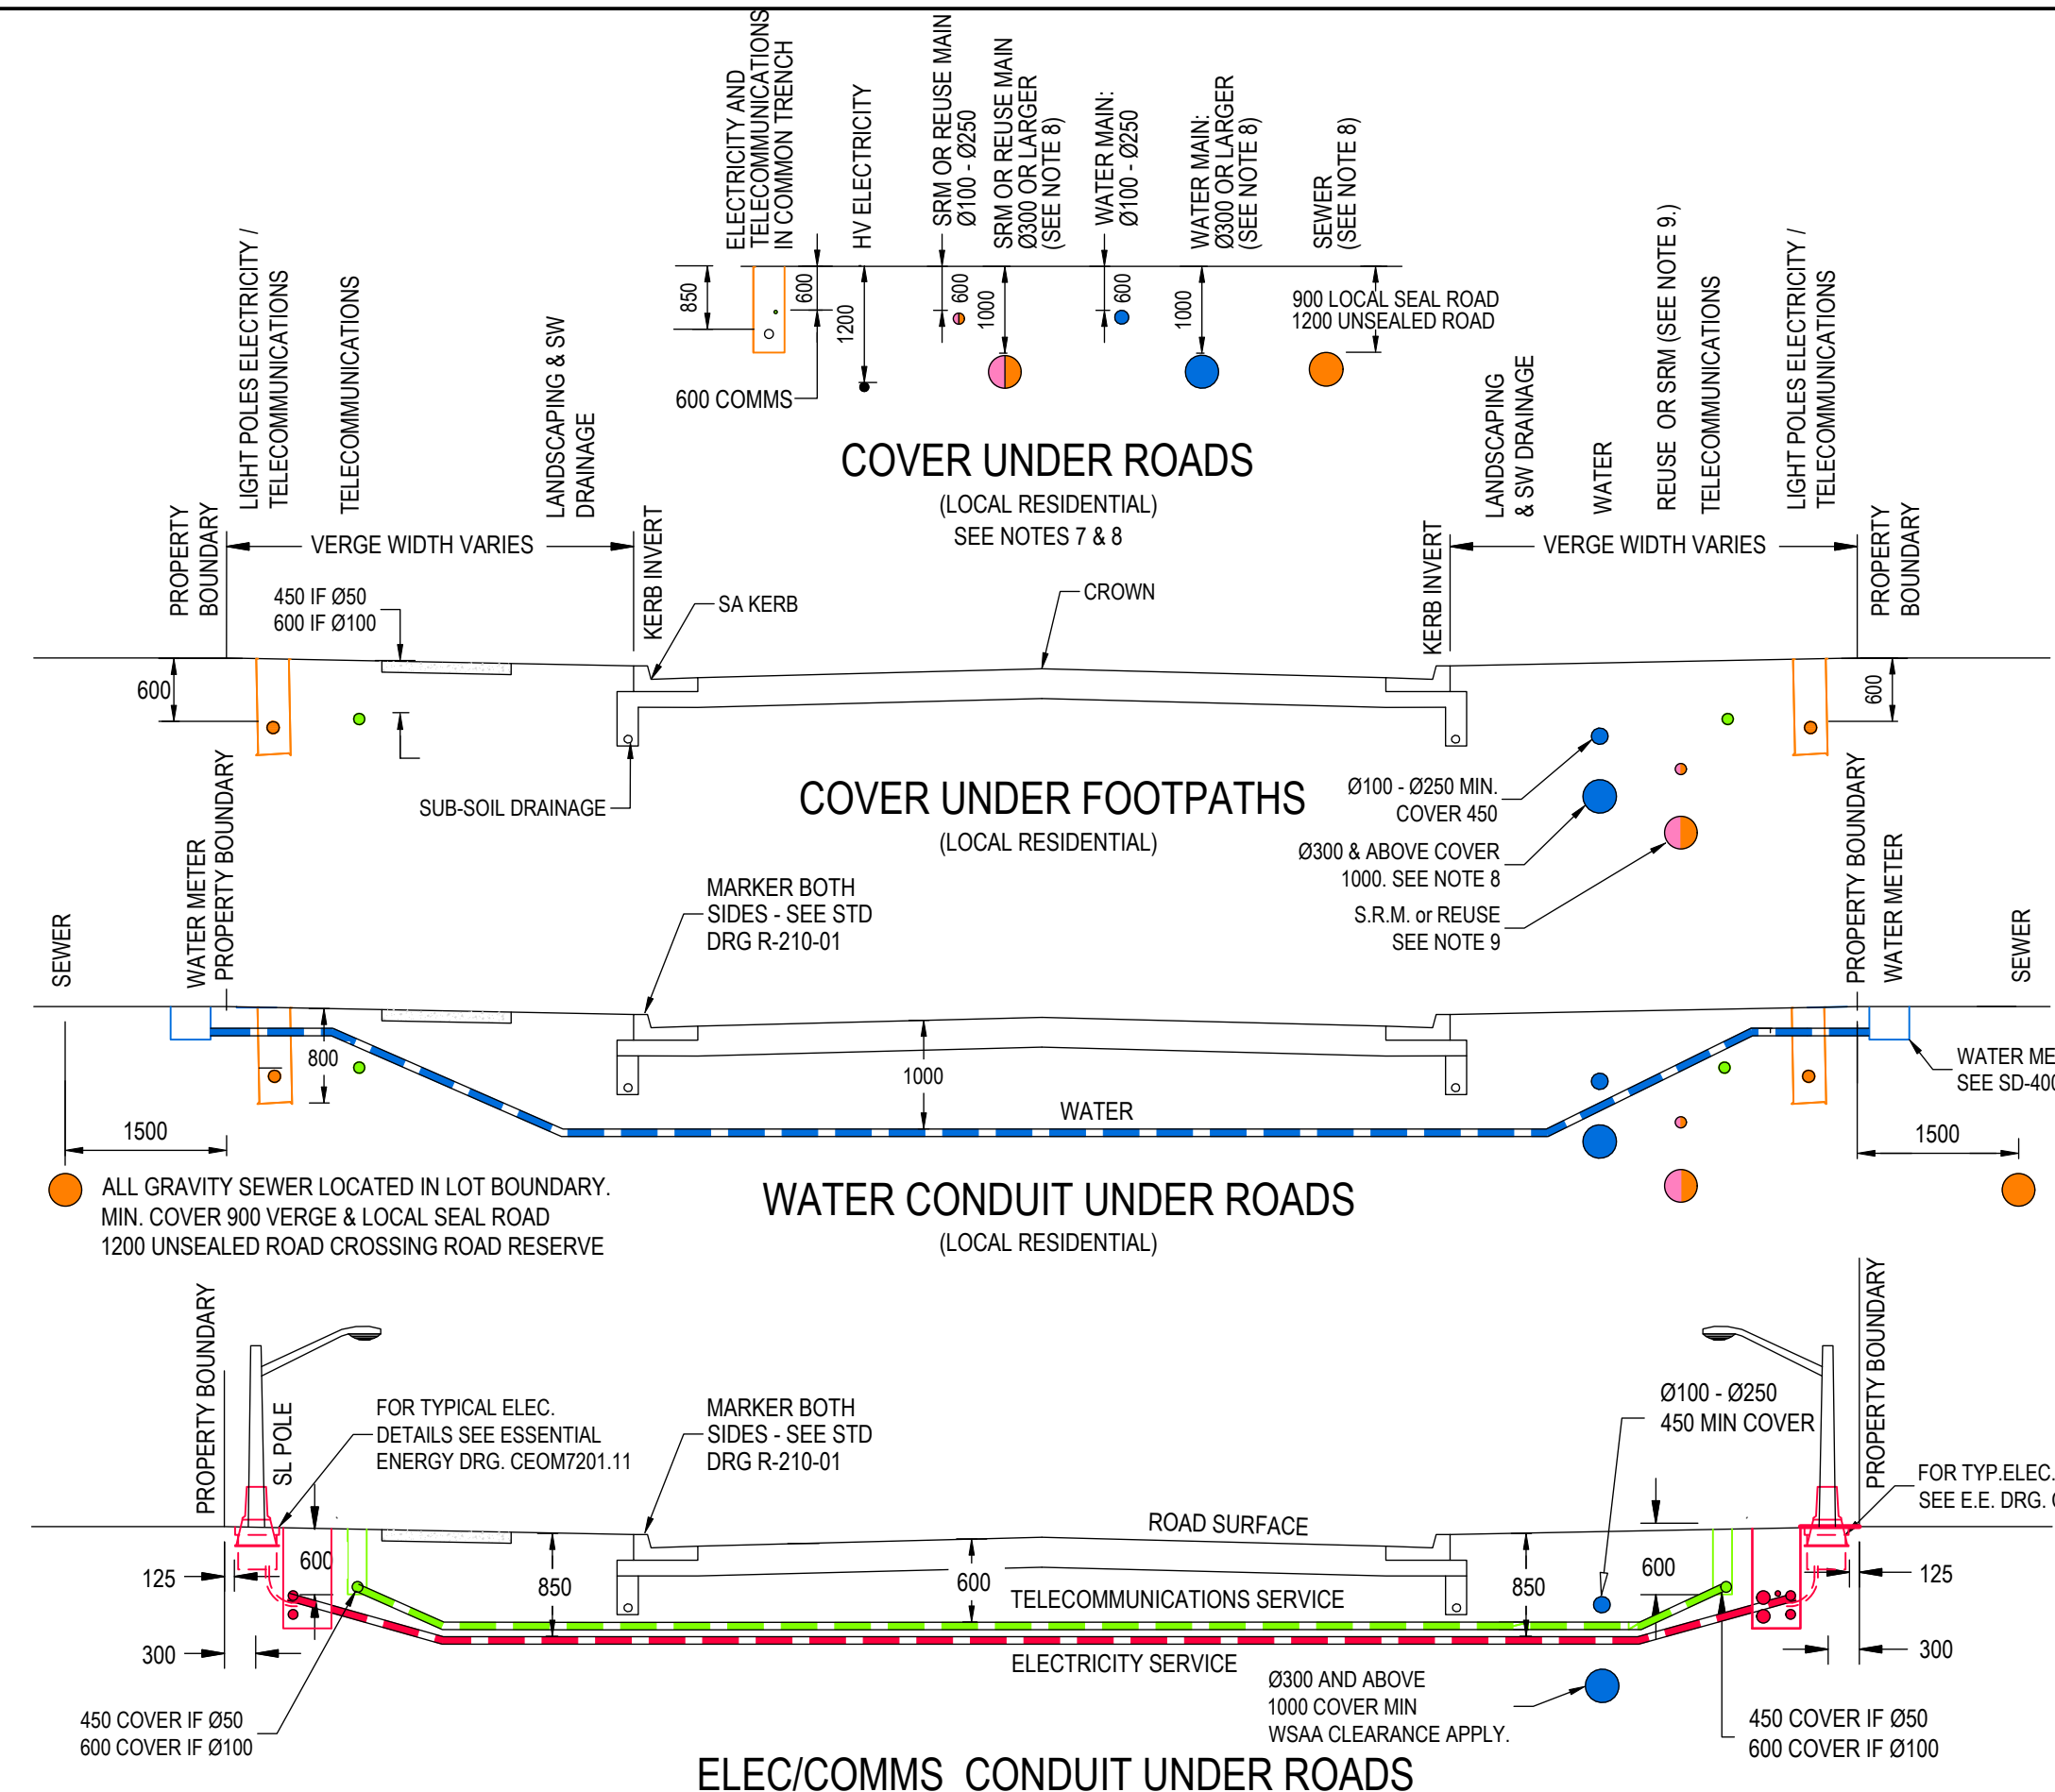 ELECTRICITY AND
TELECOMMUNICATIONS
IN COMMON TRENCH
HV ELECTRICITY
SRM OR REUSE MAIN
Ø100 - Ø250
SRM OR REUSE MAIN
Ø300 OR LARGER
(SEE NOTE 8)
WATER MAIN:
Ø100 - Ø250
WATER MAIN:
Ø300 OR LARGER
(SEE NOTE 8)
SEWER
(SEE NOTE 8)
850
600
1200
600
1000
600
1000
900 LOCAL SEAL ROAD
1200 UNSEALED ROAD
600 COMMS
COVER UNDER ROADS
(LOCAL RESIDENTIAL)
SEE NOTES 7 & 8
PROPERTY
BOUNDARY
LIGHT POLES ELECTRICITY /
TELECOMMUNICATIONS
TELECOMMUNICATIONS
LANDSCAPING & SW
DRAINAGE
KERB INVERT
VERGE WIDTH VARIES
KERB INVERT
LANDSCAPING
& SW DRAINAGE
WATER
REUSE OR SRM (SEE NOTE 9.)
TELECOMMUNICATIONS
LIGHT POLES ELECTRICITY /
TELECOMMUNICATIONS
PROPERTY
BOUNDARY
VERGE WIDTH VARIES
450 IF Ø50
600 IF Ø100
SA KERB
CROWN
600
600
SUB-SOIL DRAINAGE
COVER UNDER FOOTPATHS
(LOCAL RESIDENTIAL)
Ø100 - Ø250 MIN.
COVER 450
Ø300 & ABOVE COVER
1000. SEE NOTE 8
S.R.M. or REUSE
SEE NOTE 9
SEWER
WATER METER
PROPERTY BOUNDARY
MARKER BOTH
SIDES - SEE STD
DRG R-210-01
PROPERTY BOUNDARY
WATER METER
SEWER
800
1000
WATER
WATER ME
SEE SD-400
1500
1500
ALL GRAVITY SEWER LOCATED IN LOT BOUNDARY.
MIN. COVER 900 VERGE & LOCAL SEAL ROAD
1200 UNSEALED ROAD CROSSING ROAD RESERVE
WATER CONDUIT UNDER ROADS
(LOCAL RESIDENTIAL)
PROPERTY BOUNDARY
SL POLE
FOR TYPICAL ELEC.
DETAILS SEE ESSENTIAL
ENERGY DRG. CEOM7201.11
MARKER BOTH
SIDES - SEE STD
DRG R-210-01
Ø100 - Ø250
450 MIN COVER
PROPERTY BOUNDARY
FOR TYP.ELEC.
SEE E.E. DRG.
ROAD SURFACE
125
600
850
600
TELECOMMUNICATIONS SERVICE
850
600
125
300
ELECTRICITY SERVICE
300
450 COVER IF Ø50
600 COVER IF Ø100
Ø300 AND ABOVE
1000 COVER MIN
WSAA CLEARANCE APPLY.
450 COVER IF Ø50
600 COVER IF Ø100
ELEC/COMMS CONDUIT UNDER ROADS